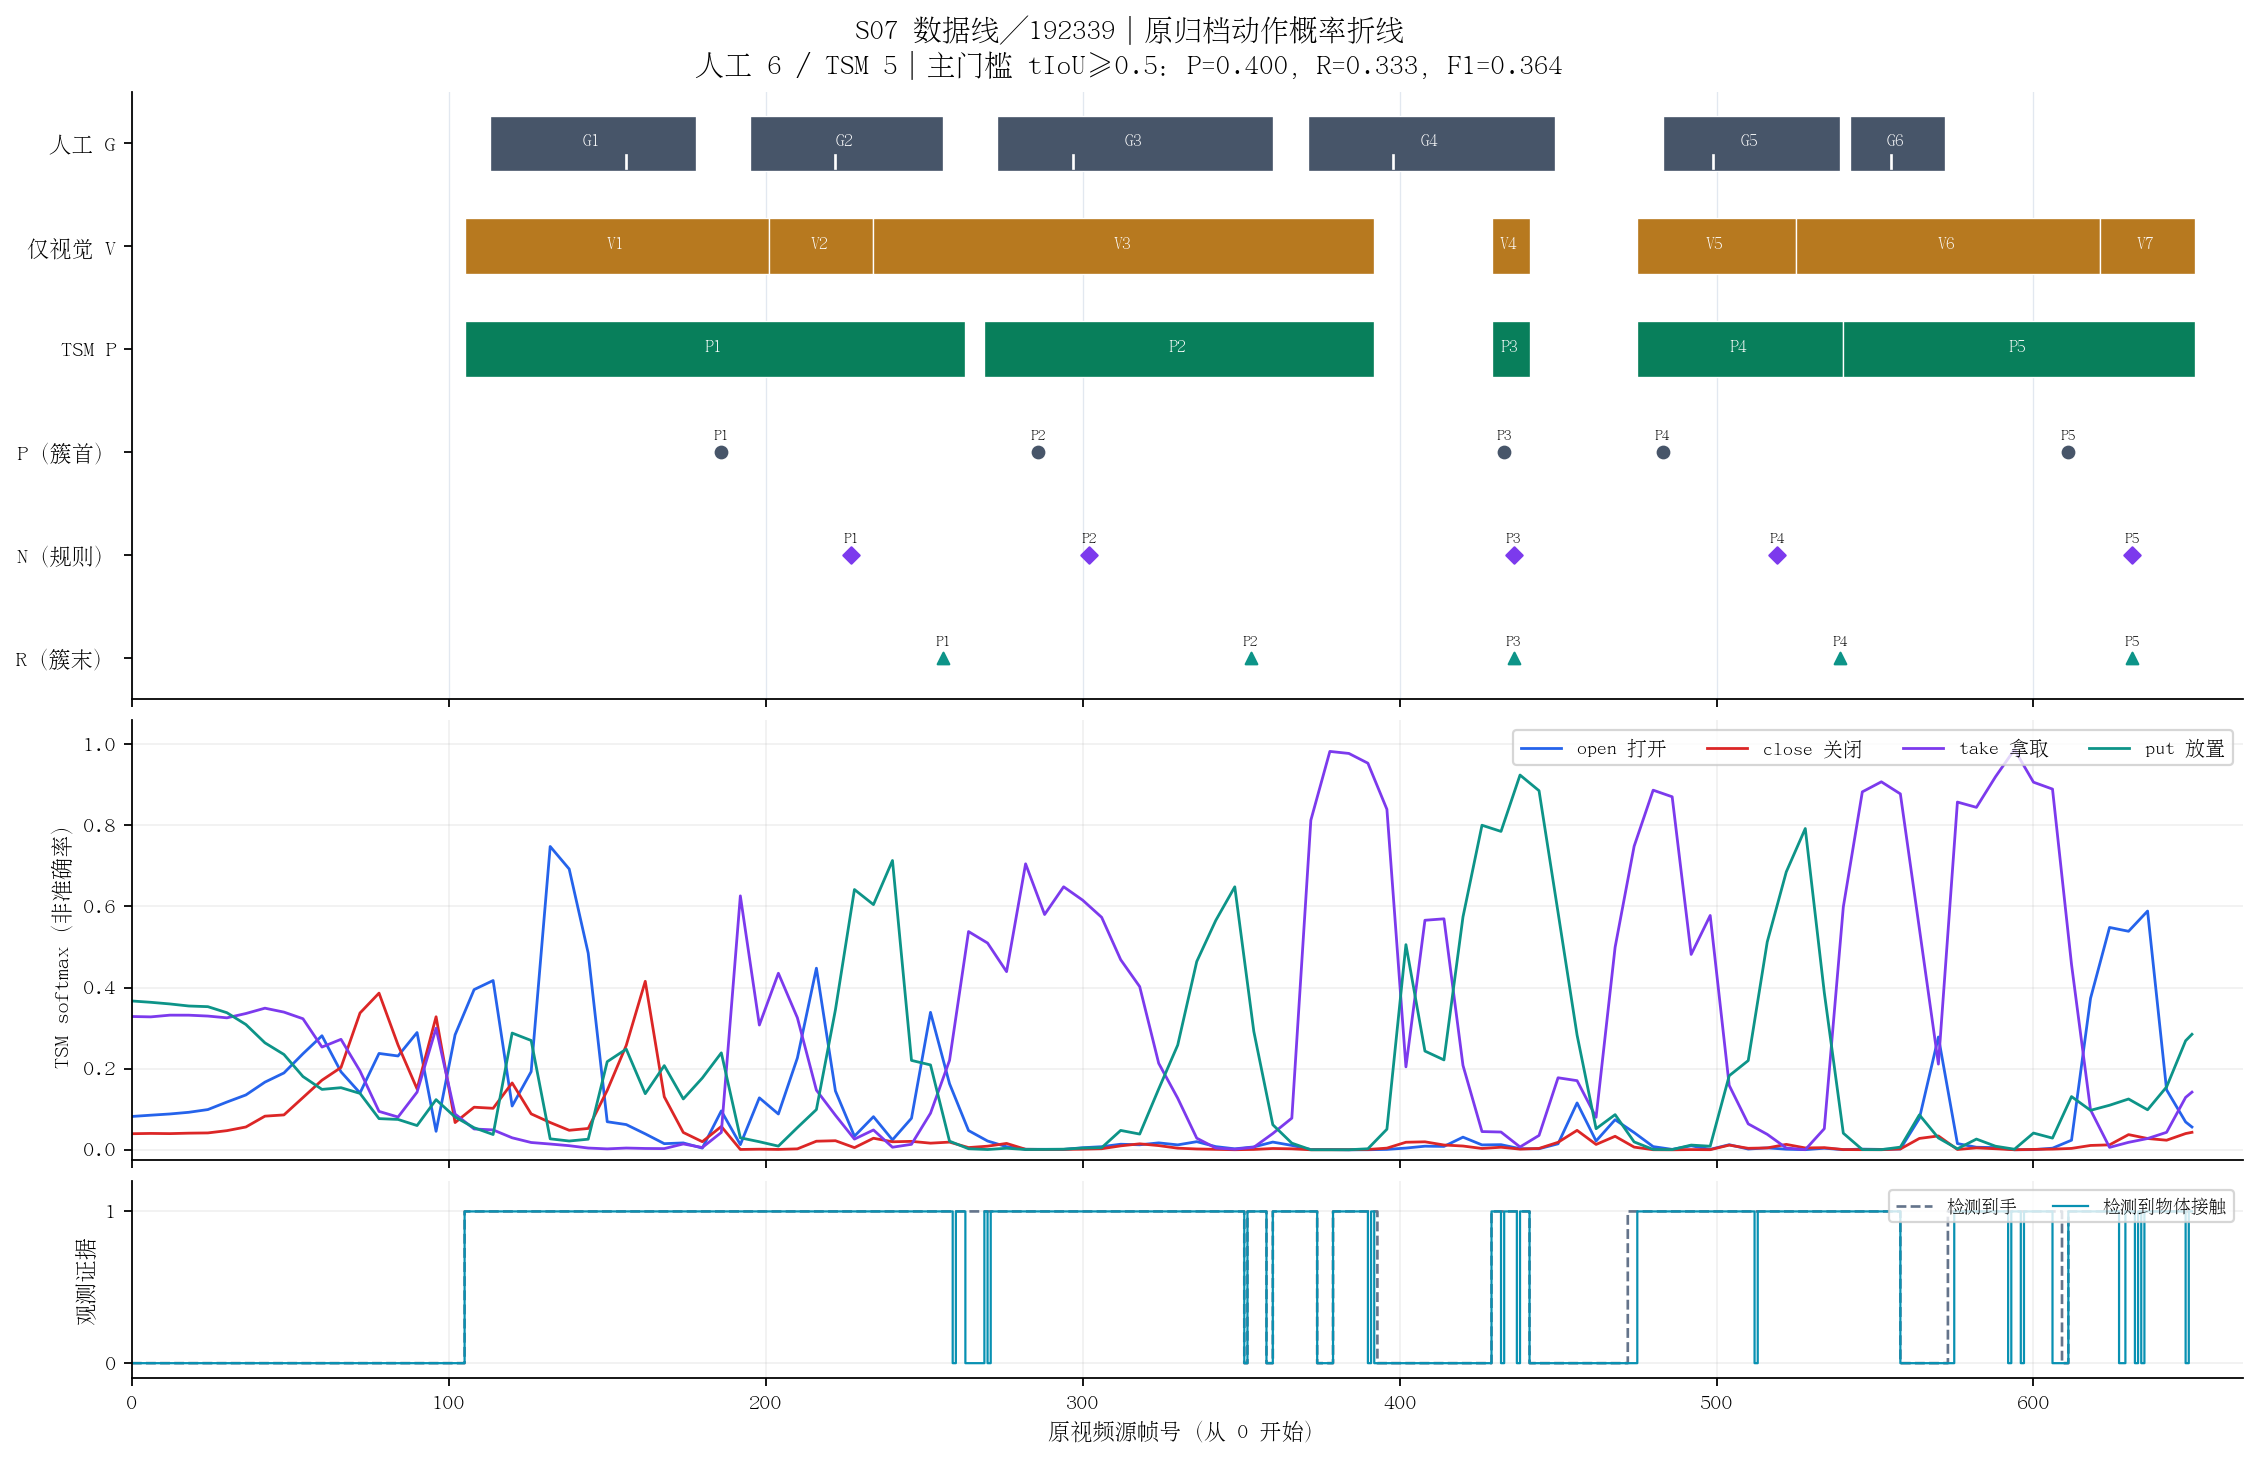 S07 数据线／192339｜原归档动作概率折线
人工 6 / TSM 5｜主门槛 tIoU≥0.5: P=0.400, R=0.333, F1=0.364
人工 G
G1 G2 G3 G4 G5 G6
仅视觉 V
V1 V2 V3 V4 V5 V6 V7
TSM P
P1 P2 P3 P4 P5
P（簇首）
P1 P2 P3 P4 P5
N（规则）
P1 P2 P3 P4 P5
R（簇末）
P1 P2 P3 P4 P5
TSM softmax（非准确率）
1.0
0.8
0.6
0.4
0.2
0.0
open 打开 close 关闭 take 拿取 put 放置
观测证据
1
0
检测到手 检测到物体接触
0 100 200 300 400 500 600
原视频源帧号（从 0 开始）